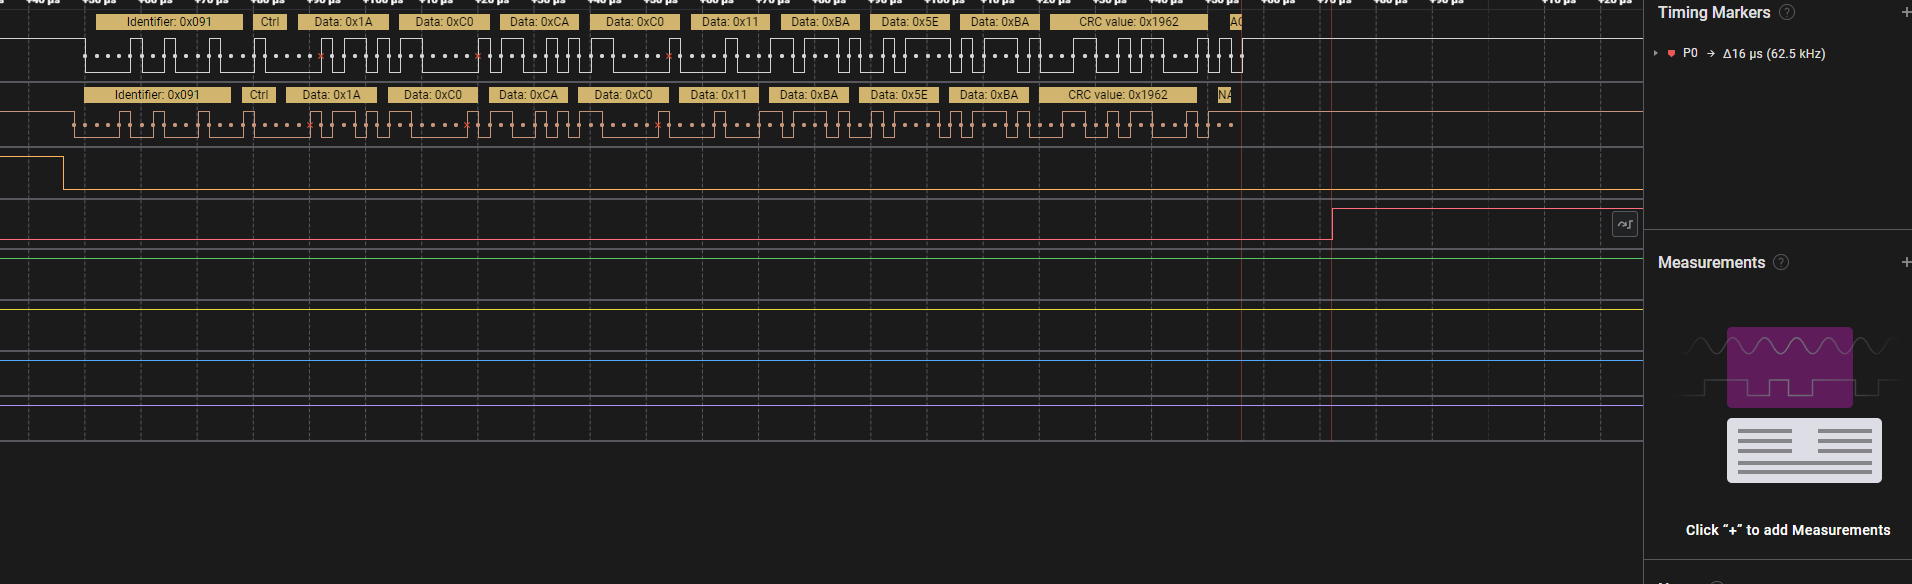 Identifier: 0x091 Ctrl Data: 0x1A Data: 0xC0 Data: 0xCA Data: 0xC0 Data: 0x11 Data: 0xBA Data: 0x5E Data: 0xBA CRC value: 0x1962
Identifier: 0x091 Ctrl Data: 0x1A Data: 0xC0 Data: 0xCA Data: 0xC0 Data: 0x11 Data: 0xBA Data: 0x5E Data: 0xBA CRC value: 0x1962 NA
Timing Markers ? +
P0 → Δ16 µs (62.5 kHz)
Measurements ? +
Click “+” to add Measurements